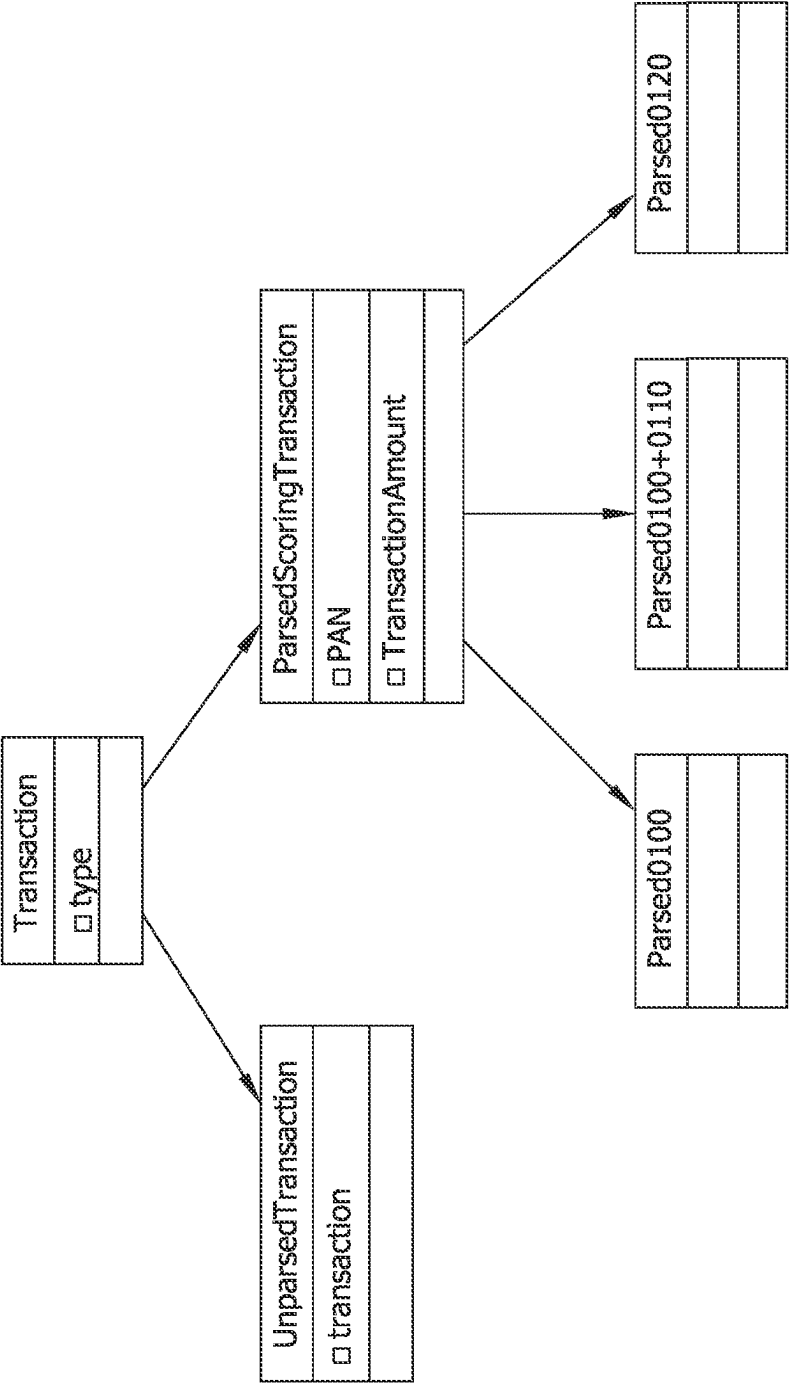 Transaction
type
UnparsedTransaction
transaction
ParsedScoringTransaction
PAN
TransactionAmount
Parsed0100
Parsed0100+0110
Parsed0120